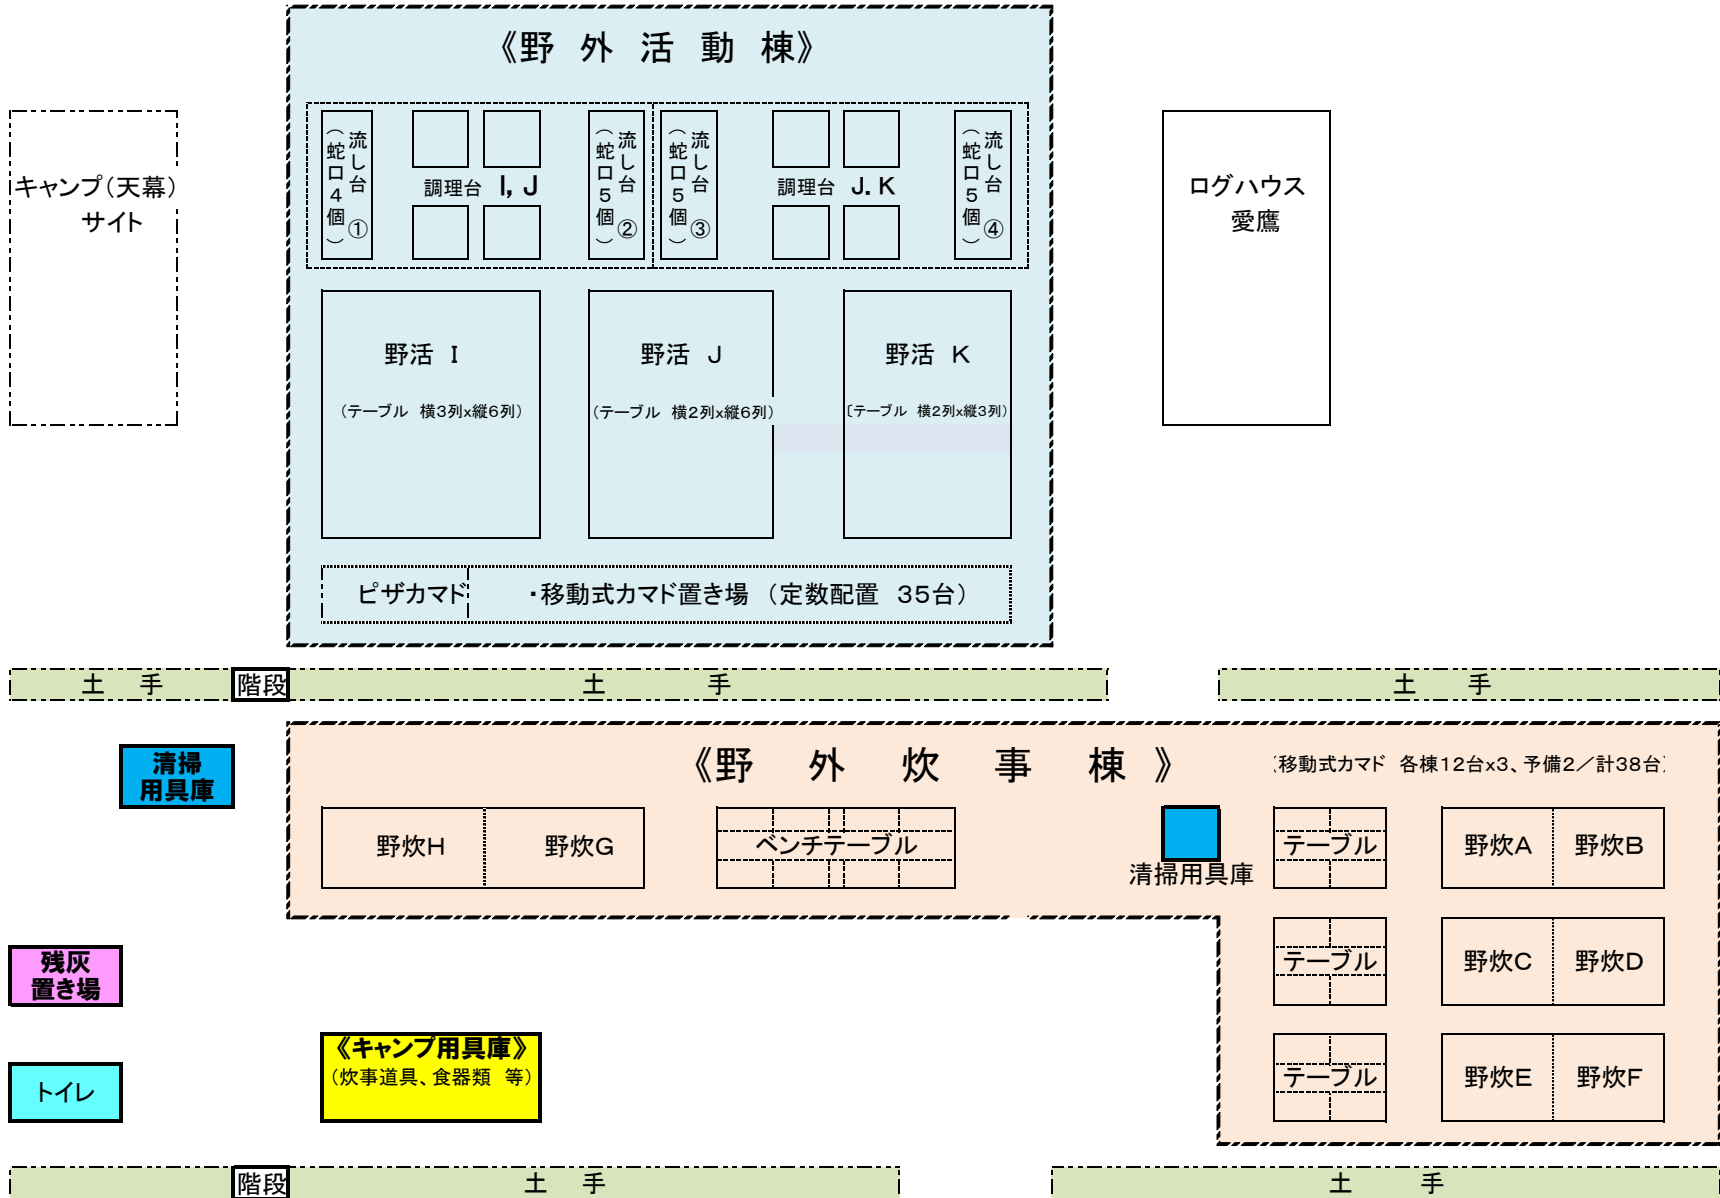 《野 外 活 動 棟》
流し台 ①
（蛇口4個）
調理台 I, J
流し台 ②
（蛇口5個）
流し台 ③
（蛇口5個）
調理台 J. K
流し台 ④
（蛇口5個）
キャンプ（天幕）
サイト
ログハウス
愛鷹
野活 I
（テーブル 横3列x縦6列）
野活 J
（テーブル 横2列x縦6列）
野活 K
〔テーブル 横2列x縦3列）
ピザカマド
・移動式カマド置き場 （定数配置 35台）
土 手
階段
土 手
土 手
清掃
用具庫
《野 外 炊 事 棟 》
（移動式カマド 各棟12台x3、予備2／計38台）
野炊H
野炊G
ベンチテーブル
清掃用具庫
テーブル
野炊A
野炊B
テーブル
野炊C
野炊D
テーブル
野炊E
野炊F
残灰
置き場
トイレ
《キャンプ用具庫》
（炊事道具、食器類 等）
階段
土 手
土 手